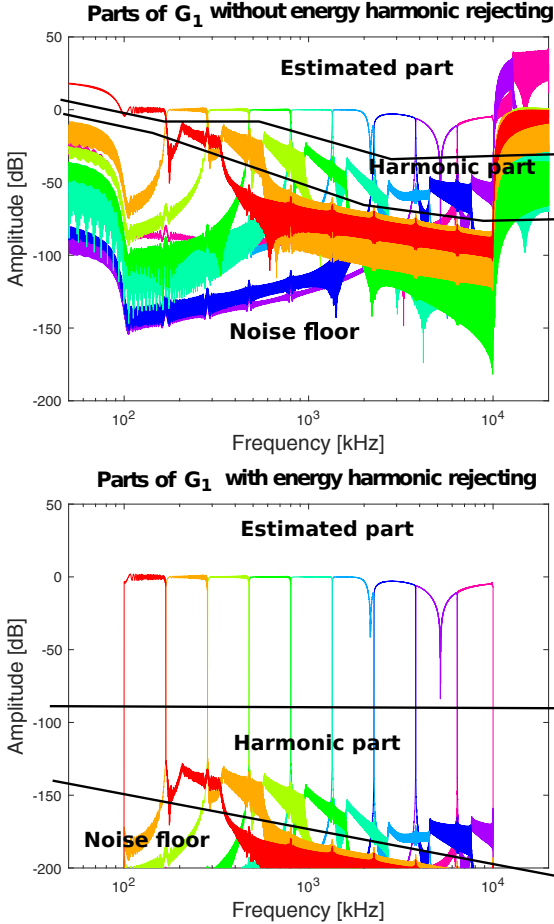 Parts of G1 without energy harmonic rejecting
50
Estimated part
0
Harmonic part
-50
-100
Noise floor
-150
-200
10^2
10^3
10^4
Amplitude [dB]
Frequency [kHz]
Parts of G1 with energy harmonic rejecting
50
Estimated part
0
-50
-100
Harmonic part
-150
Noise floor
-200
10^2
10^3
10^4
Amplitude [dB]
Frequency [kHz]